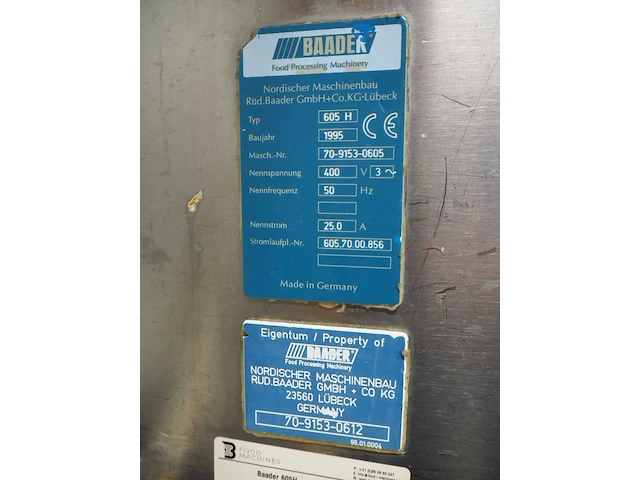 BAADER
Food Processing Machinery
Nordischer Maschinenbau
Rüd.Baader GmbH+Co.KG·Lübeck
Typ 605 H CE
Baujahr 1995
Masch.-Nr. 70-9153-0605
Nennspannung 400 V 3 ~
Nennfrequenz 50 Hz
Nennstrom 25.0 A
Stromlaufpl.-Nr. 605.70.00.856
Made in Germany
Eigentum / Property of
BAADER
Food Processing Machinery
NORDISCHER MASCHINENBAU
RUD.BAADER GMBH + CO KG
23560 LÜBECK
GERMANY
70-9153-0612
95.01.0004
B FOOD
MACHINES
Baader 605H